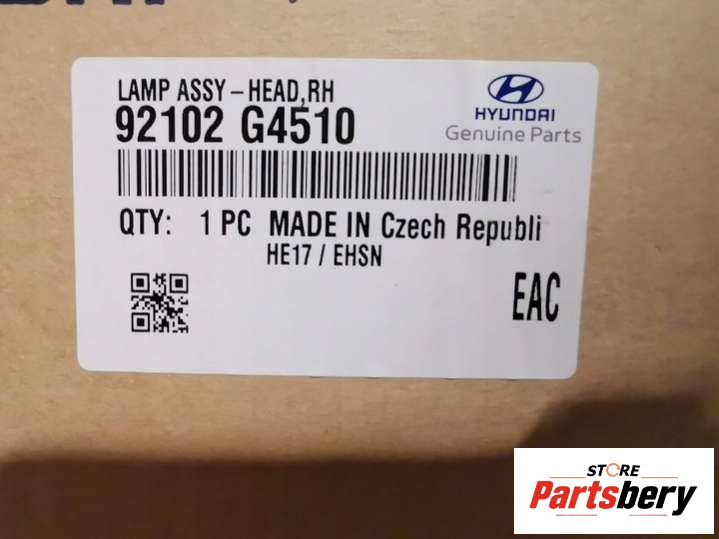 LAMP ASSY - HEAD,RH
92102 G4510
HYUNDAI
Genuine Parts
QTY: 1 PC MADE IN Czech Republi
HE17 / EHSN
EAC
STORE
Partsbery